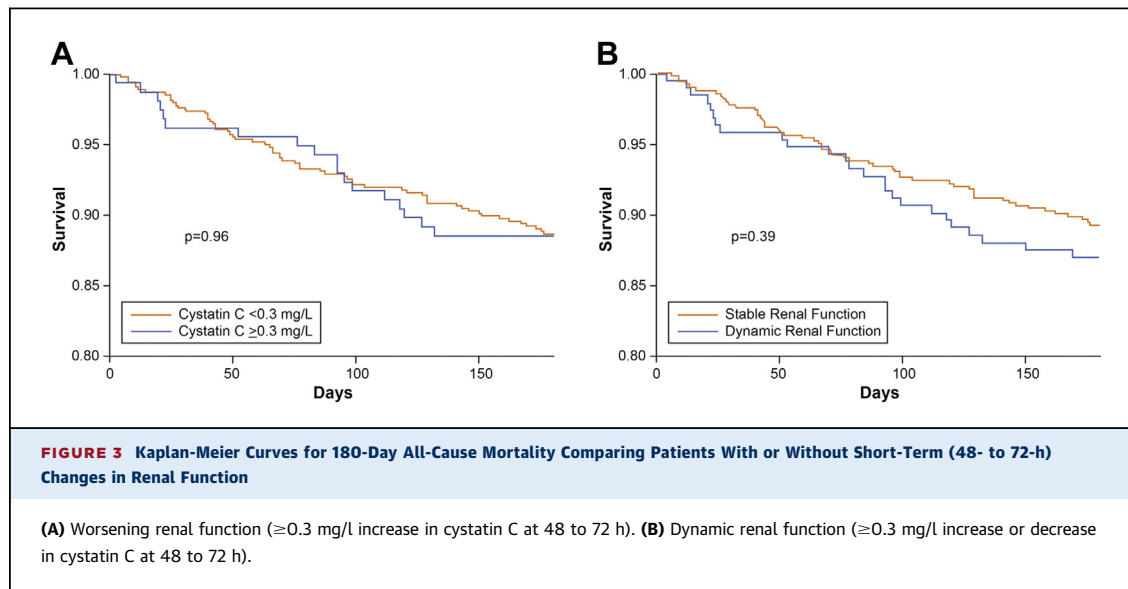 A
1.00
0.95
0.90
0.85
0.80
Survival
p=0.96
Cystatin C <0.3 mg/L
Cystatin C ≥0.3 mg/L
0
50
100
150
Days
B
1.00
0.95
0.90
0.85
0.80
Survival
p=0.39
Stable Renal Function
Dynamic Renal Function
0
50
100
150
Days
FIGURE 3 Kaplan-Meier Curves for 180-Day All-Cause Mortality Comparing Patients With or Without Short-Term (48- to 72-h)
Changes in Renal Function
(A) Worsening renal function (≥0.3 mg/l increase in cystatin C at 48 to 72 h). (B) Dynamic renal function (≥0.3 mg/l increase or decrease
in cystatin C at 48 to 72 h).